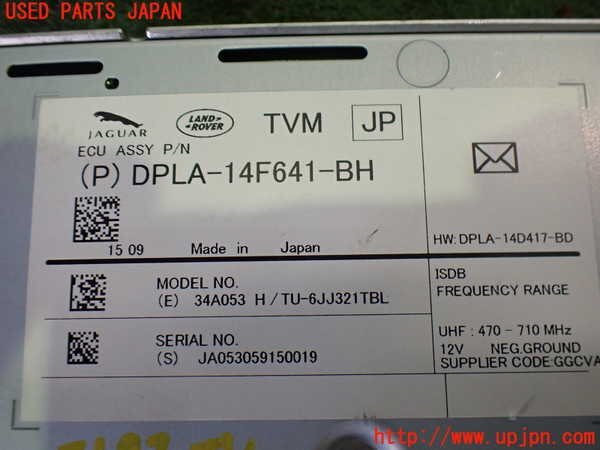 USED PARTS JAPAN
JAGUAR LAND-ROVER TVM JP
ECU ASSY P/N
(P) DPLA-14F641-BH
15 09 Made in Japan
HW:DPLA-14D417-BD
MODEL NO.
(E) 34A053 H/TU-6JJ321TBL
ISDB
FREQUENCY RANGE
SERIAL NO.
(S) JA053059150019
UHF : 470 - 710 MHz
12V NEG.GROUND
SUPPLIER CODE:GGCVA
http://www.upjpn.com/